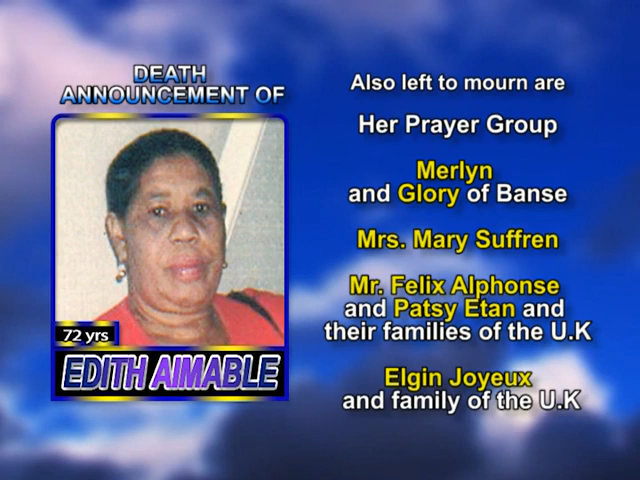 DEATH
ANNOUNCEMENT OF
72 yrs
EDITH AIMABLE
Also left to mourn are
Her Prayer Group
Merlyn
and Glory of Banse
Mrs. Mary Suffren
Mr. Felix Alphonse
and Patsy Etan and
their families of the U.K
Elgin Joyeux
and family of the U.K